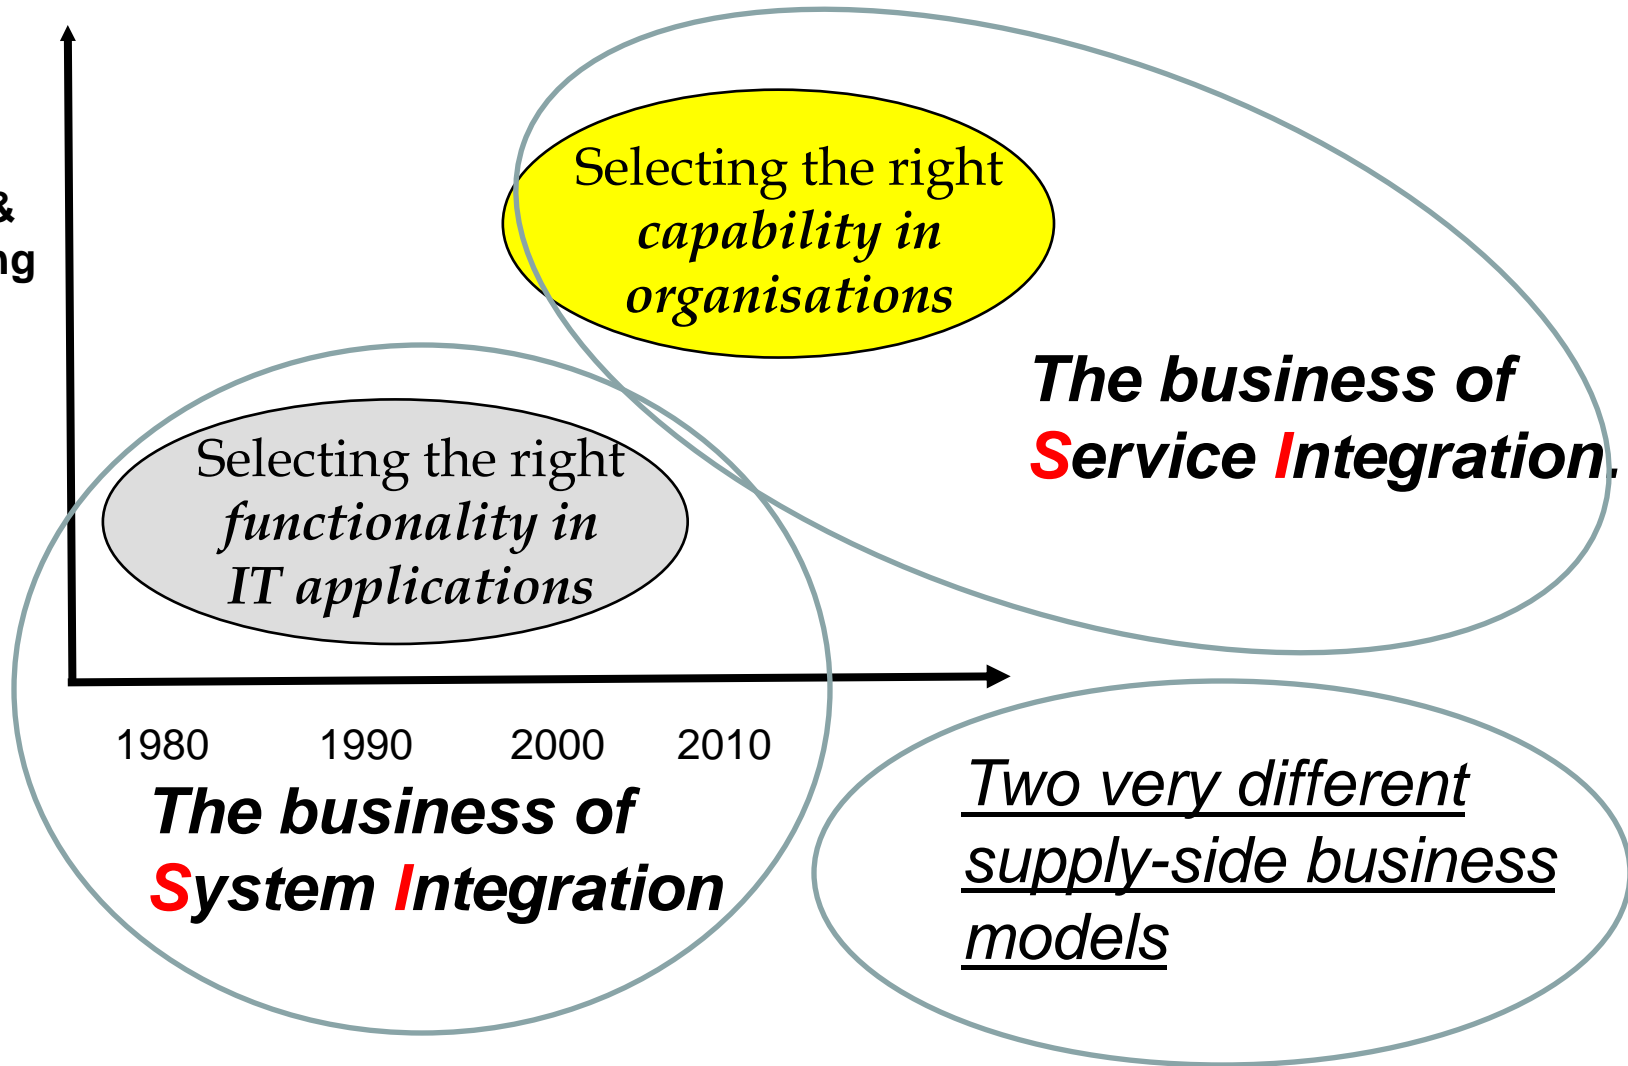 &
Selecting the right
capability in
organisations
The business of
Service Integration.
Selecting the right
functionality in
IT applications
1980 1990 2000 2010
The business of
System Integration
Two very different
supply-side business
models